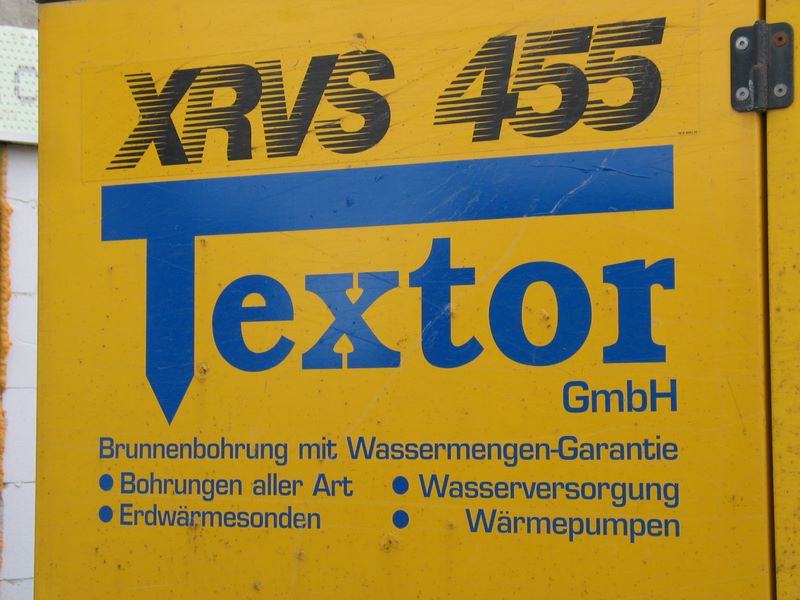 XRVS 455
Textor
GmbH
Brunnenbohrung mit Wassermengen-Garantie
• Bohrungen aller Art • Wasserversorgung
• Erdwärmesonden • Wärmepumpen